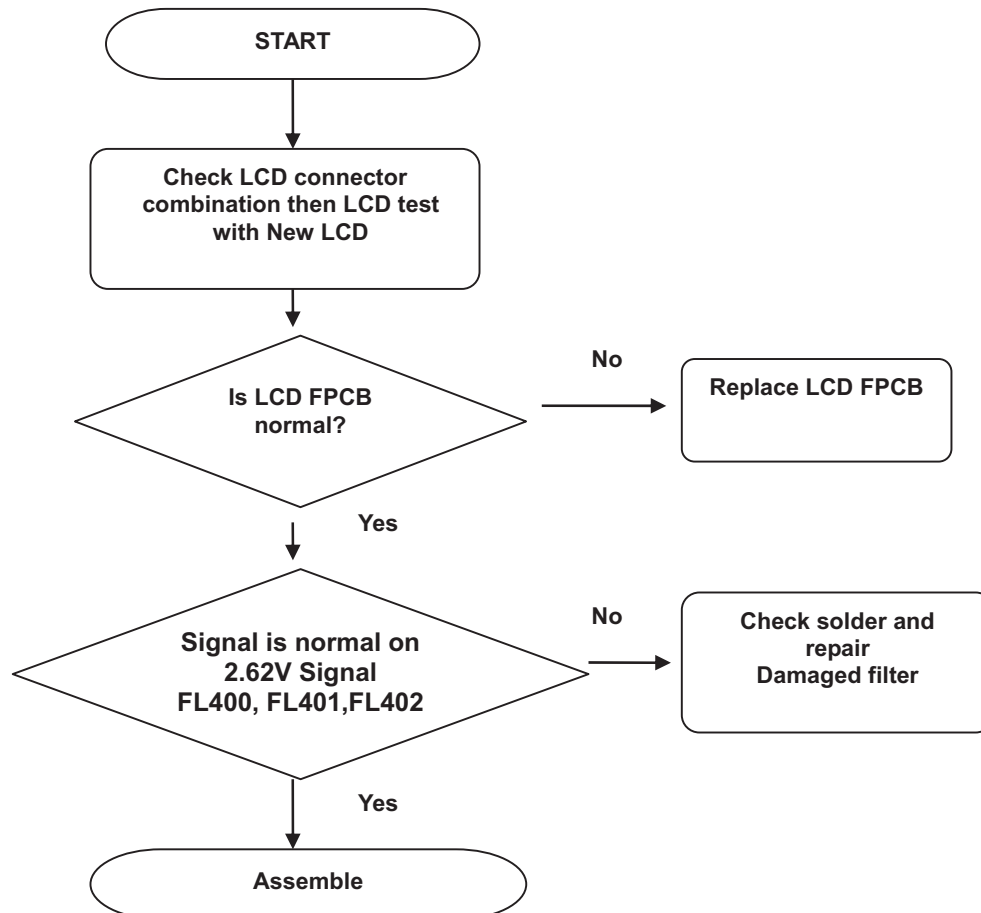 START
Check LCD connector
combination then LCD test
with New LCD
Is LCD FPCB
normal?
No
Replace LCD FPCB
Yes
Signal is normal on
2.62V Signal
FL400, FL401,FL402
No
Check solder and
repair
Damaged filter
Yes
Assemble